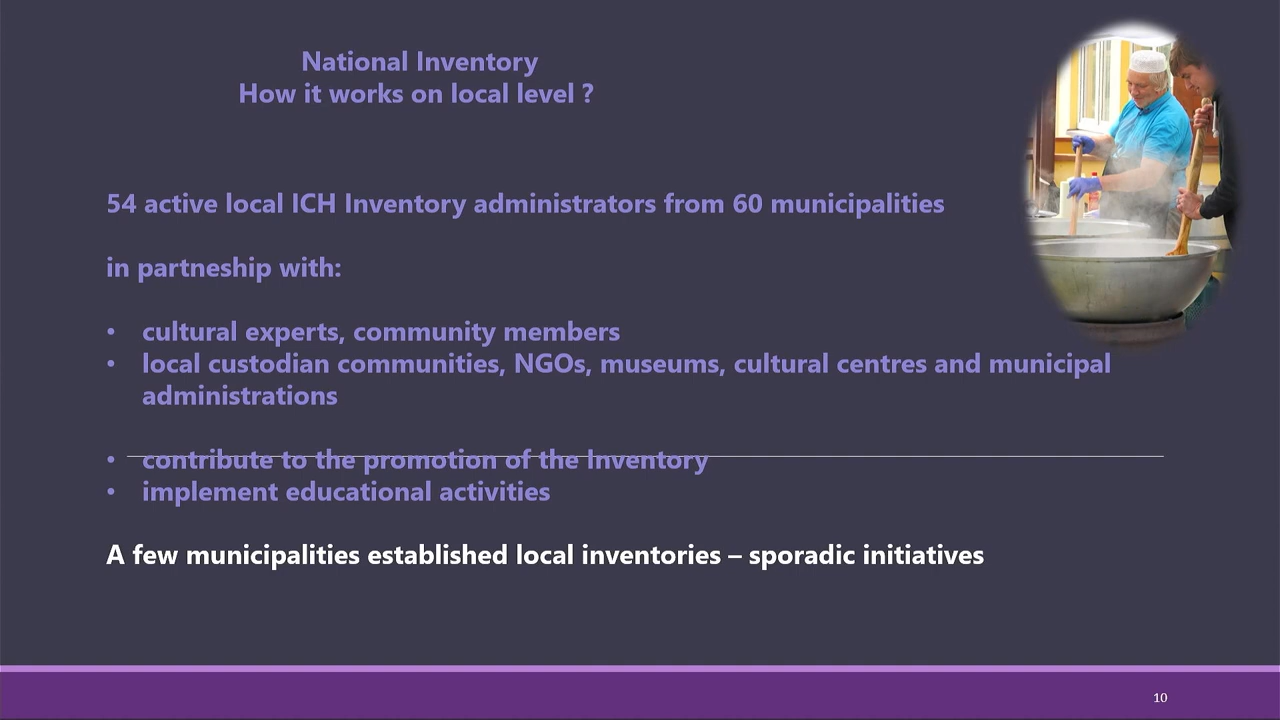 National Inventory
How it works on local level ?
54 active local ICH Inventory administrators from 60 municipalities
in partneship with:
• cultural experts, community members
• local custodian communities, NGOs, museums, cultural centres and municipal
administrations
• contribute to the promotion of the Inventory
• implement educational activities
A few municipalities established local inventories – sporadic initiatives
10